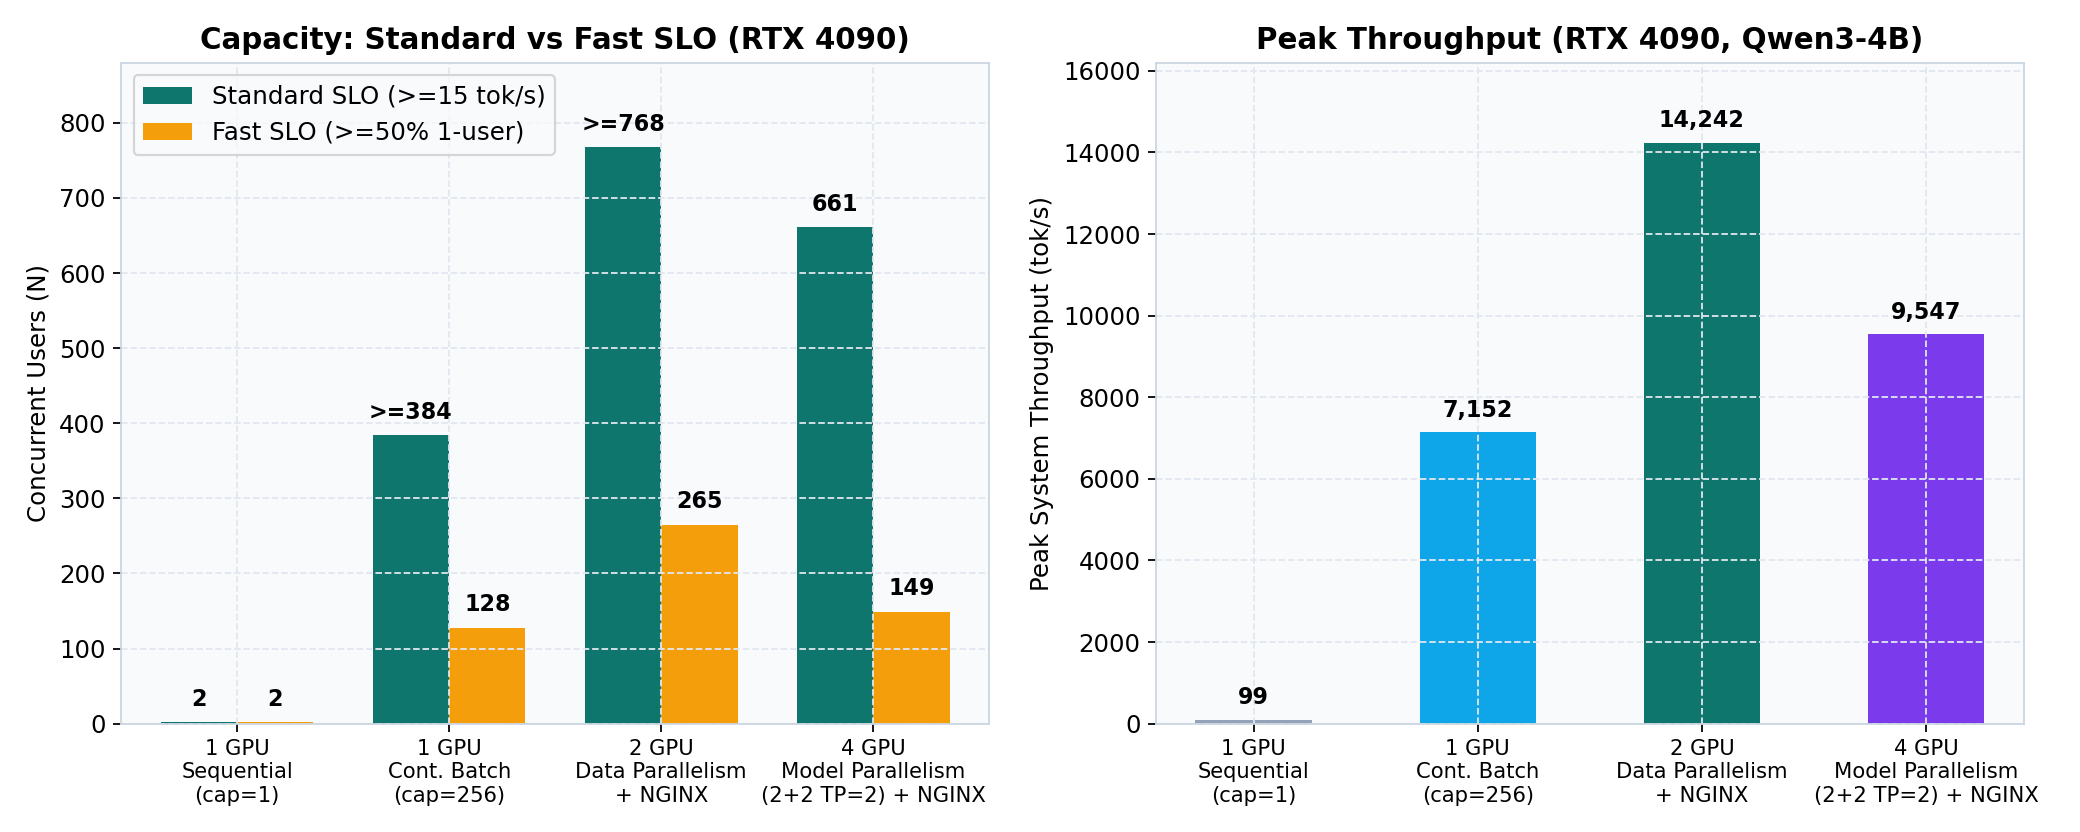 Capacity: Standard vs Fast SLO (RTX 4090)
Standard SLO (>=15 tok/s)
Fast SLO (>=50% 1-user)
Concurrent Users (N)
800
700
600
500
400
300
200
100
0
2
2
>=384
128
>=768
265
661
149
1 GPU
Sequential
(cap=1)
1 GPU
Cont. Batch
(cap=256)
2 GPU
Data Parallelism
+ NGINX
4 GPU
Model Parallelism
(2+2 TP=2) + NGINX
Peak Throughput (RTX 4090, Qwen3-4B)
Peak System Throughput (tok/s)
16000
14000
12000
10000
8000
6000
4000
2000
0
99
7,152
14,242
9,547
1 GPU
Sequential
(cap=1)
1 GPU
Cont. Batch
(cap=256)
2 GPU
Data Parallelism
+ NGINX
4 GPU
Model Parallelism
(2+2 TP=2) + NGINX